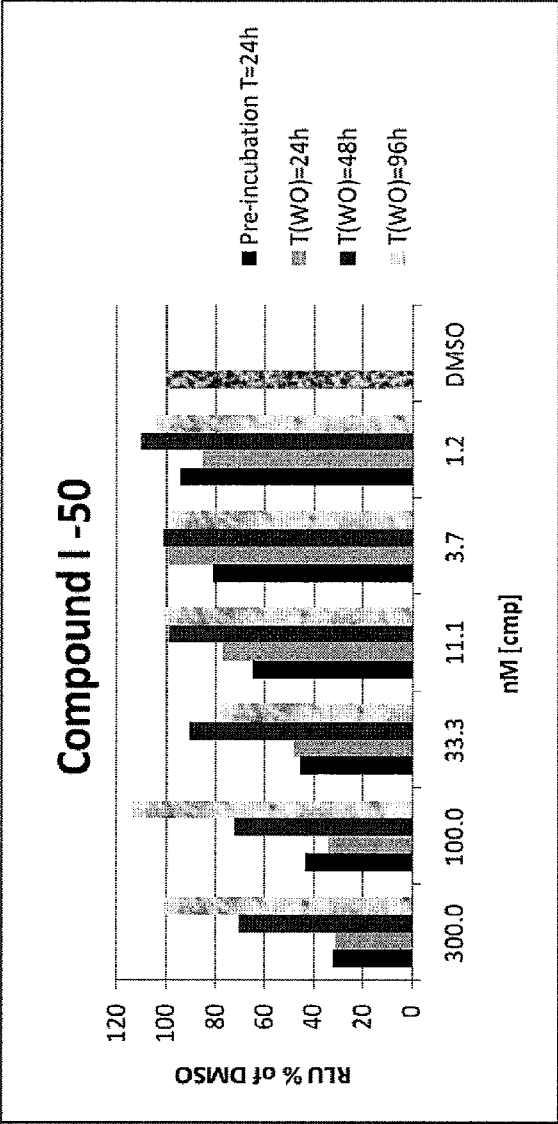 Compound I-50
RLU % of DMSO
120
100
80
60
40
20
0
300.0
100.0
33.3
11.1
3.7
1.2
DMSO
nM [cmp]
Pre-incubation T=24h
T(WO)=24h
T(WO)=48h
T(WO)=96h